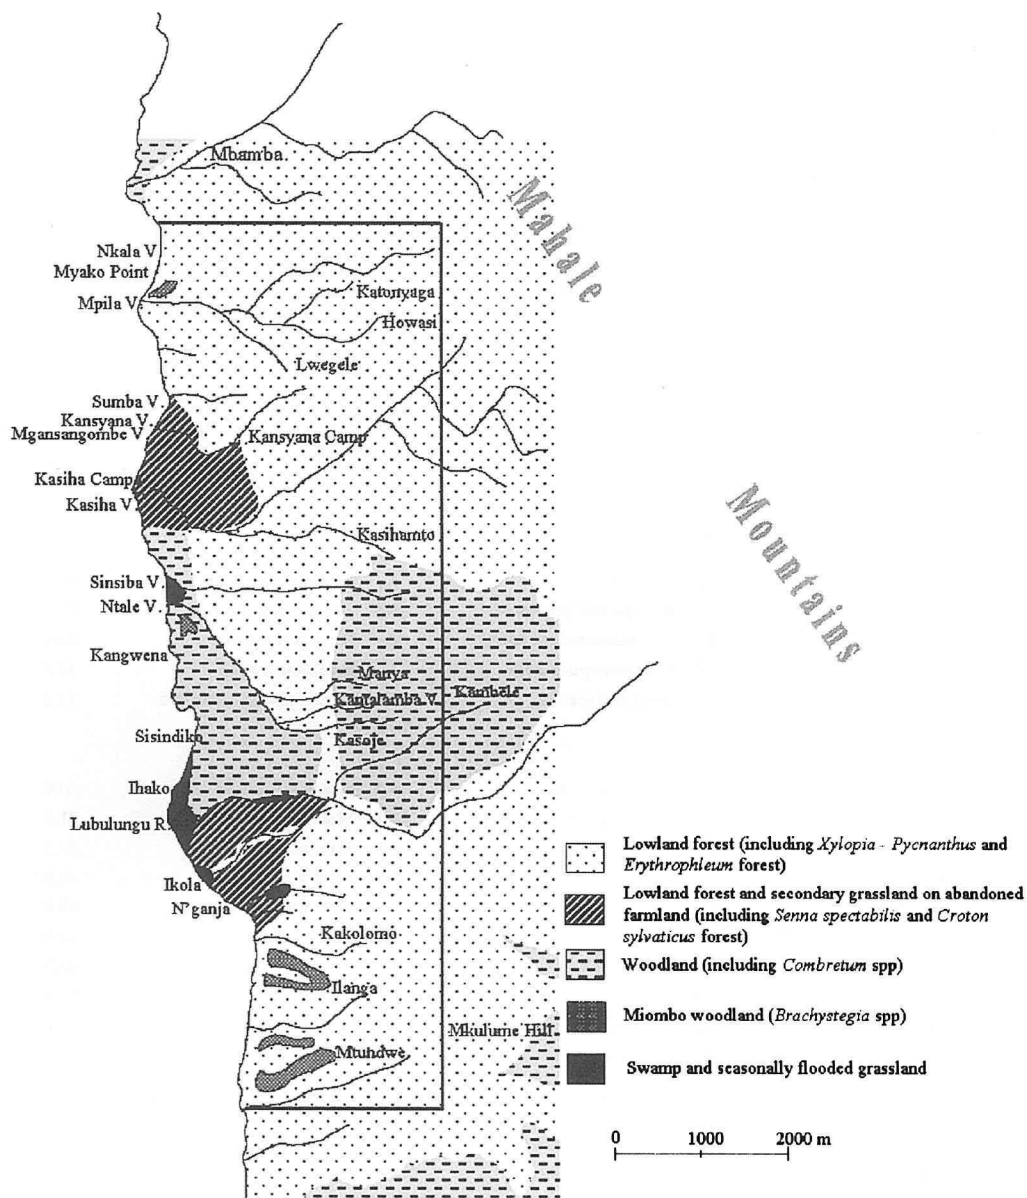 Mbamba
Mahale
Nkala V
Myako Point
Mpila V.
Katonyaga
Howasi
Lwegele
Sumba V.
Kansyana V.
Mgansangombe V
Kansyana Camp
Kasiha Camp
Kasiha V.
Kasihamto
Mountains
Sinsiba V.
Ntale V.
Kangwena
Manya
Kantalamba V.
Kambele
Sisindiko
Kasoje
Ihako
Lubulungu R.
Ikola
N'ganja
Kakolomo
Ilanga
Mkulume Hill
Mtundwe
Lowland forest (including Xylopia - Pycnanthus and
Erythrophleum forest)
Lowland forest and secondary grassland on abandoned
farmland (including Senna spectabilis and Croton
sylvaticus forest)
Woodland (including Combretum spp)
Miombo woodland (Brachystegia spp)
Swamp and seasonally flooded grassland
0 1000 2000 m